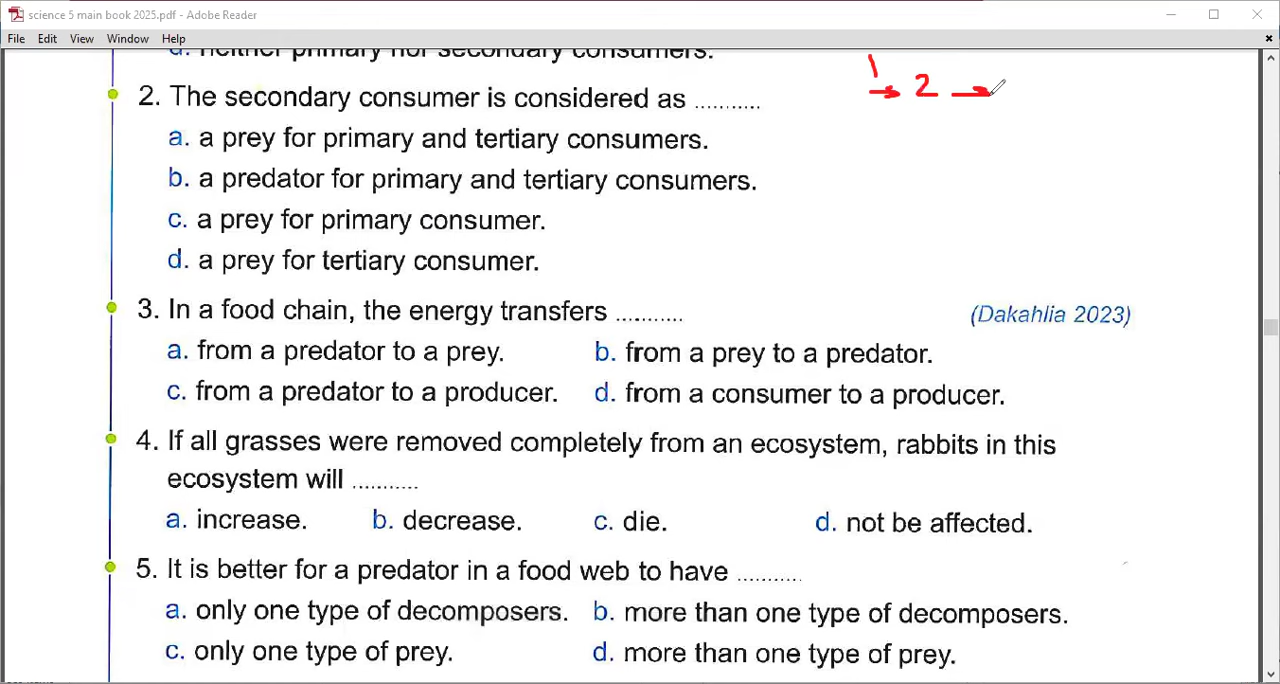 science 5 main book 2025.pdf - Adobe Reader
File Edit View Window Help
d. neither primary nor secondary consumers.
1
→ 2 →
2. The secondary consumer is considered as ...........
a. a prey for primary and tertiary consumers.
b. a predator for primary and tertiary consumers.
c. a prey for primary consumer.
d. a prey for tertiary consumer.
3. In a food chain, the energy transfers ........... (Dakahlia 2023)
a. from a predator to a prey. b. from a prey to a predator.
c. from a predator to a producer. d. from a consumer to a producer.
4. If all grasses were removed completely from an ecosystem, rabbits in this
ecosystem will ...........
a. increase. b. decrease. c. die. d. not be affected.
5. It is better for a predator in a food web to have ...........
a. only one type of decomposers. b. more than one type of decomposers.
c. only one type of prey. d. more than one type of prey.